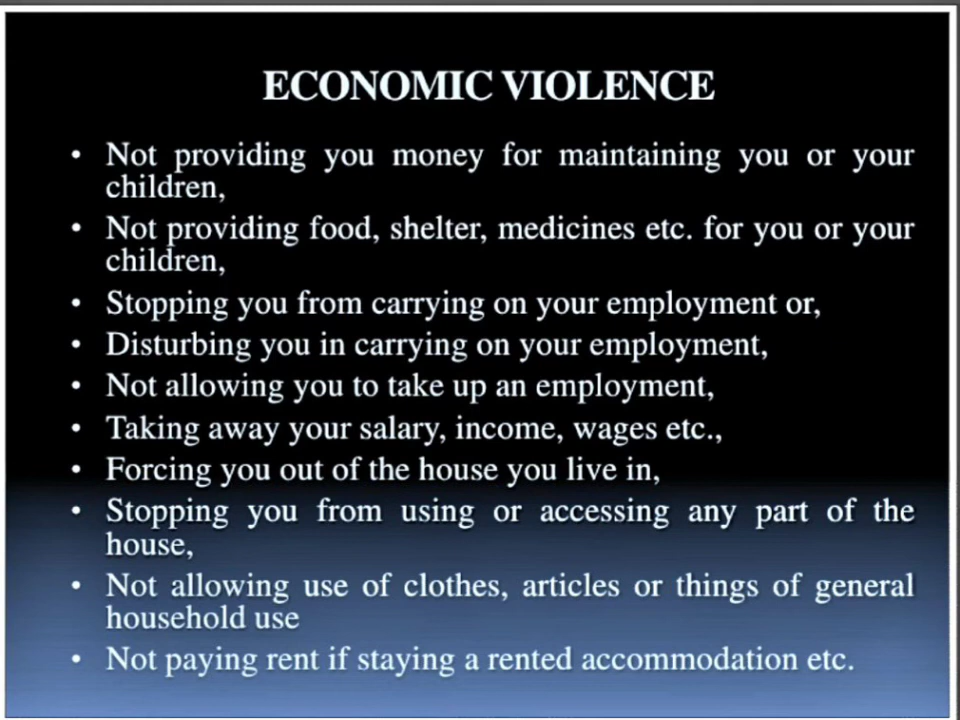 ECONOMIC VIOLENCE
• Not providing you money for maintaining you or your
children,
• Not providing food, shelter, medicines etc. for you or your
children,
• Stopping you from carrying on your employment or,
• Disturbing you in carrying on your employment,
• Not allowing you to take up an employment,
• Taking away your salary, income, wages etc.,
• Forcing you out of the house you live in,
• Stopping you from using or accessing any part of the
house,
• Not allowing use of clothes, articles or things of general
household use
• Not paying rent if staying a rented accommodation etc.